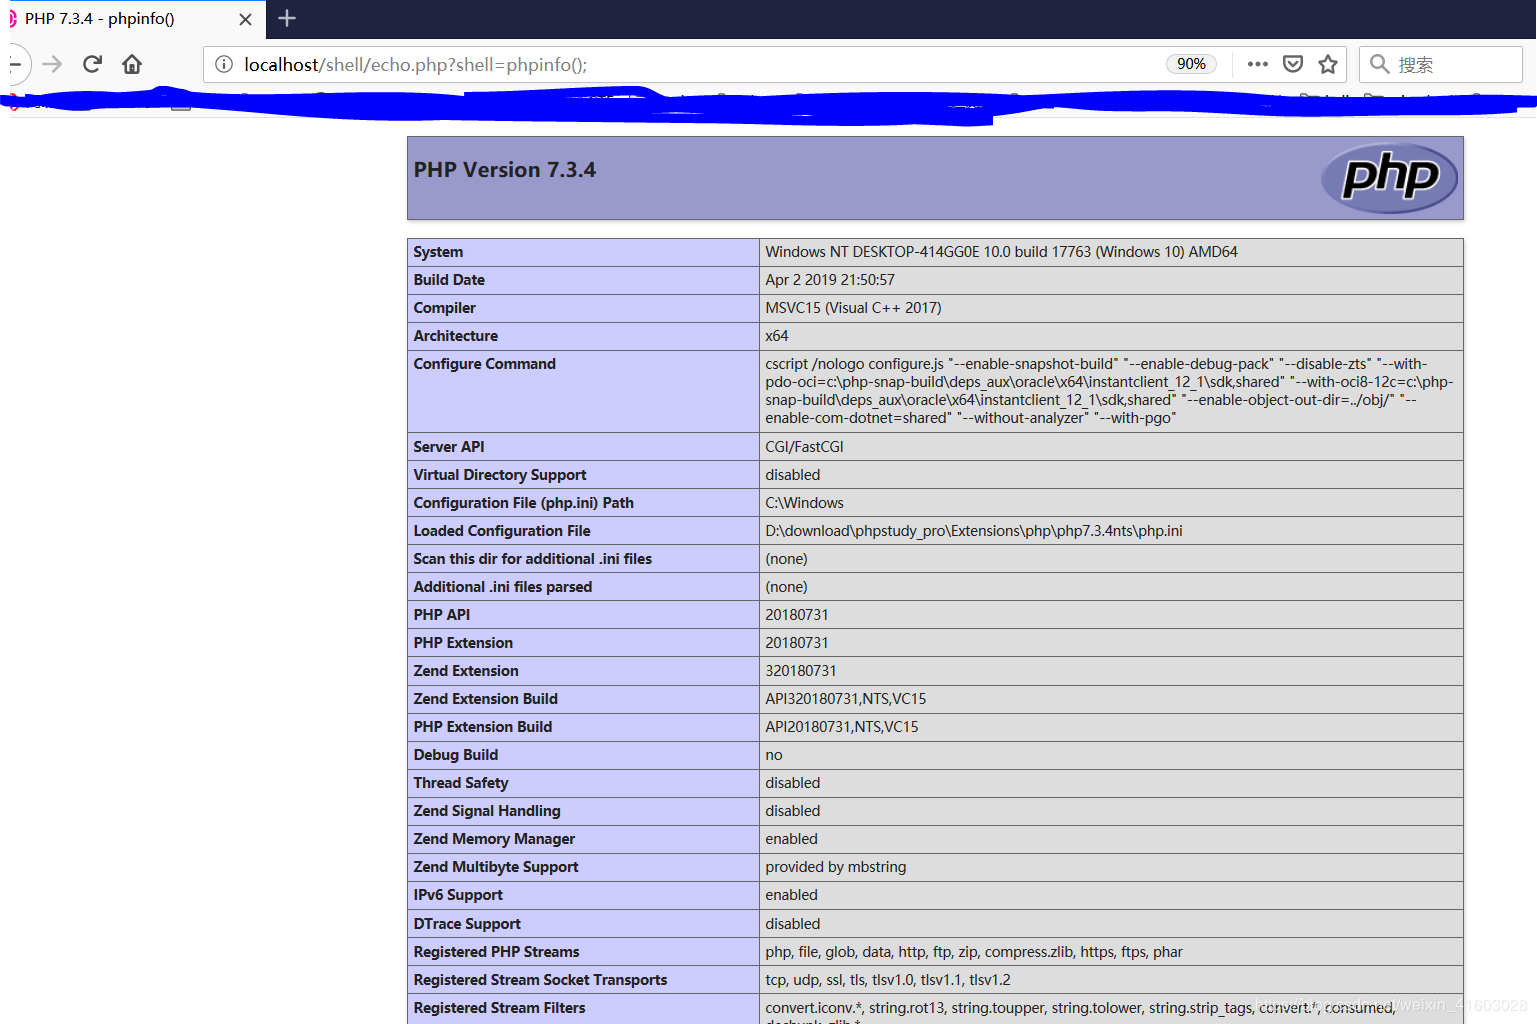 PHP 7.3.4 - phpinfo()
localhost/shell/echo.php?shell=phpinfo();
90%
搜索
PHP Version 7.3.4
php
System Windows NT DESKTOP-414GG0E 10.0 build 17763 (Windows 10) AMD64
Build Date Apr 2 2019 21:50:57
Compiler MSVC15 (Visual C++ 2017)
Architecture x64
Configure Command cscript /nologo configure.js "--enable-snapshot-build" "--enable-debug-pack" "--disable-zts" "--with-
pdo-oci=c:\php-snap-build\deps_aux\oracle\x64\instantclient_12_1\sdk,shared" "--with-oci8-12c=c:\php-
snap-build\deps_aux\oracle\x64\instantclient_12_1\sdk,shared" "--enable-object-out-dir=../obj/" "--
enable-com-dotnet=shared" "--without-analyzer" "--with-pgo"
Server API CGI/FastCGI
Virtual Directory Support disabled
Configuration File (php.ini) Path C:\Windows
Loaded Configuration File D:\download\phpstudy_pro\Extensions\php\php7.3.4nts\php.ini
Scan this dir for additional .ini files (none)
Additional .ini files parsed (none)
PHP API 20180731
PHP Extension 20180731
Zend Extension 320180731
Zend Extension Build API320180731,NTS,VC15
PHP Extension Build API20180731,NTS,VC15
Debug Build no
Thread Safety disabled
Zend Signal Handling disabled
Zend Memory Manager enabled
Zend Multibyte Support provided by mbstring
IPv6 Support enabled
DTrace Support disabled
Registered PHP Streams php, file, glob, data, http, ftp, zip, compress.zlib, https, ftps, phar
Registered Stream Socket Transports tcp, udp, ssl, tls, tlsv1.0, tlsv1.1, tlsv1.2
Registered Stream Filters convert.iconv.*, string.rot13, string.toupper, string.tolower, string.strip_tags, convert.*, consumed,
dechunk, zlib.*
https://blog.csdn.net/weixin_41603028